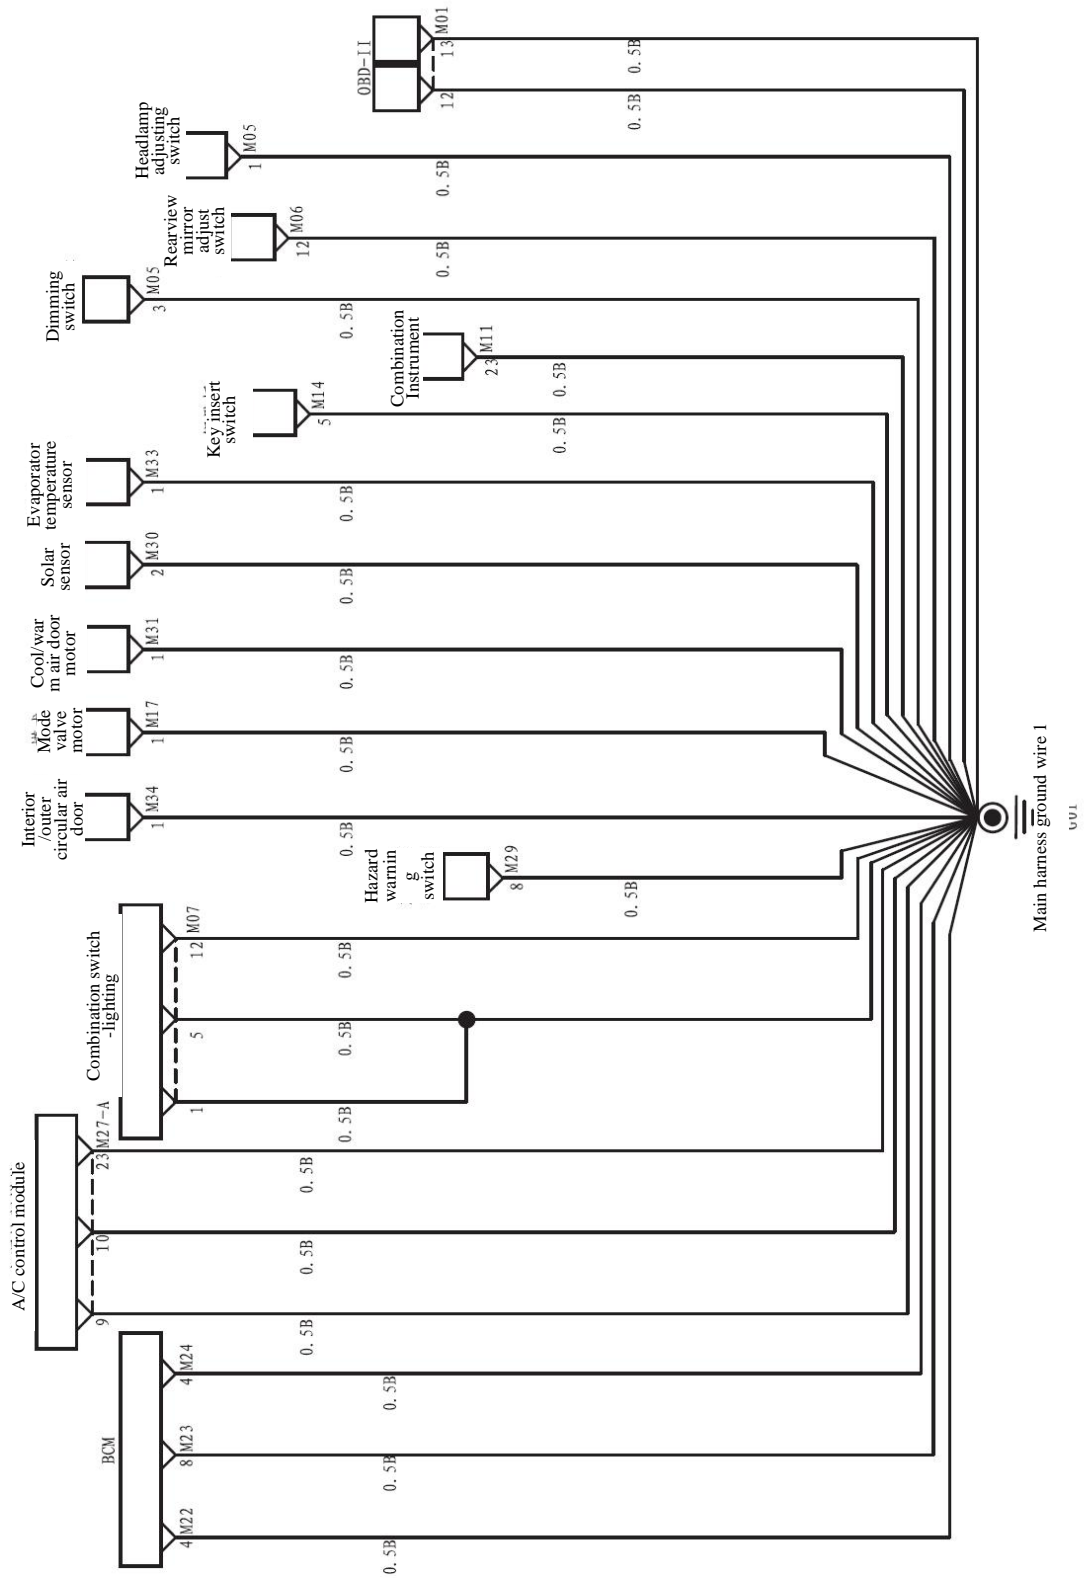 OBD-II
M01
13
12
0.5B
0.5B
Headlamp
adjusting
switch
M05
1
0.5B
Rearview
mirror
adjust
switch
M06
12
0.5B
Dimming
switch
M05
3
0.5B
Combination
Instrument
M11
23
0.5B
Key insert
switch
M14
5
0.5B
Evaporator
temperature
sensor
M33
1
0.5B
Solar
sensor
M30
2
0.5B
Cool/war
m air door
motor
M31
1
0.5B
Mode
valve
motor
M17
1
0.5B
Interior
/outer
circular air
door
M34
1
0.5B
Hazard
warnin
g
switch
M29
8
0.5B
Combination switch
-lighting
M07
12
5
1
0.5B
0.5B
0.5B
A/C control module
M27-A
23
10
9
0.5B
0.5B
0.5B
BCM
M24
4
M23
8
M22
4
0.5B
0.5B
0.5B
Main harness ground wire 1